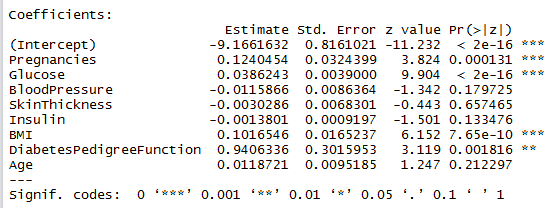 Coefficients:
Estimate Std. Error z value Pr(>|z|)
(Intercept) -9.1661632 0.8161021 -11.232 < 2e-16 ***
Pregnancies 0.1240454 0.0324399 3.824 0.000131 ***
Glucose 0.0386243 0.0039000 9.904 < 2e-16 ***
BloodPressure -0.0115866 0.0086364 -1.342 0.179725
SkinThickness -0.0030286 0.0068301 -0.443 0.657465
Insulin -0.0013801 0.0009197 -1.501 0.133476
BMI 0.1016546 0.0165237 6.152 7.65e-10 ***
DiabetesPedigreeFunction 0.9406336 0.3015953 3.119 0.001816 **
Age 0.0118721 0.0095185 1.247 0.212297
---
Signif. codes: 0 ‘***’ 0.001 ‘**’ 0.01 ‘*’ 0.05 ‘.’ 0.1 ‘ ’ 1